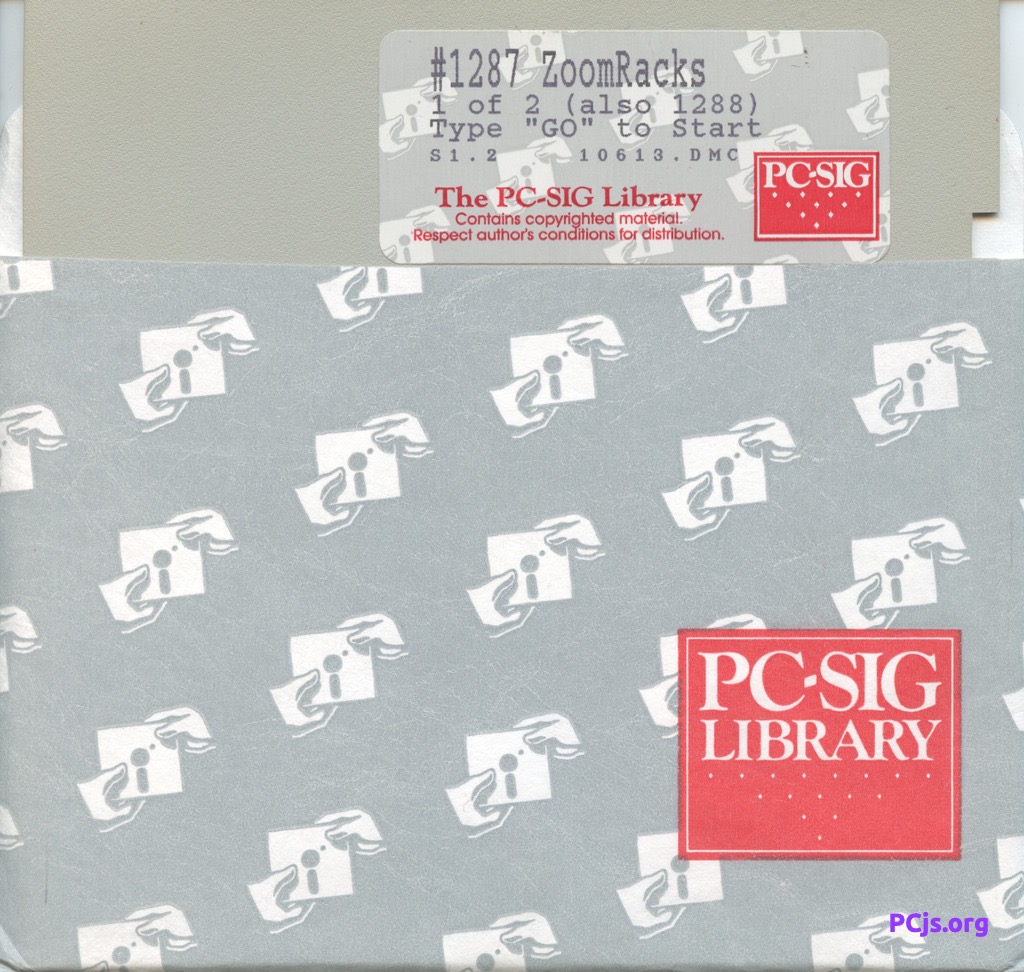 #1287 ZoomRacks
1 of 2 (also 1288)
Type "GO" to Start
S1.2 10613.DMC
PC-SIG
The PC-SIG Library
Contains copyrighted material.
Respect author's conditions for distribution.
PC-SIG
LIBRARY
PCjs.org